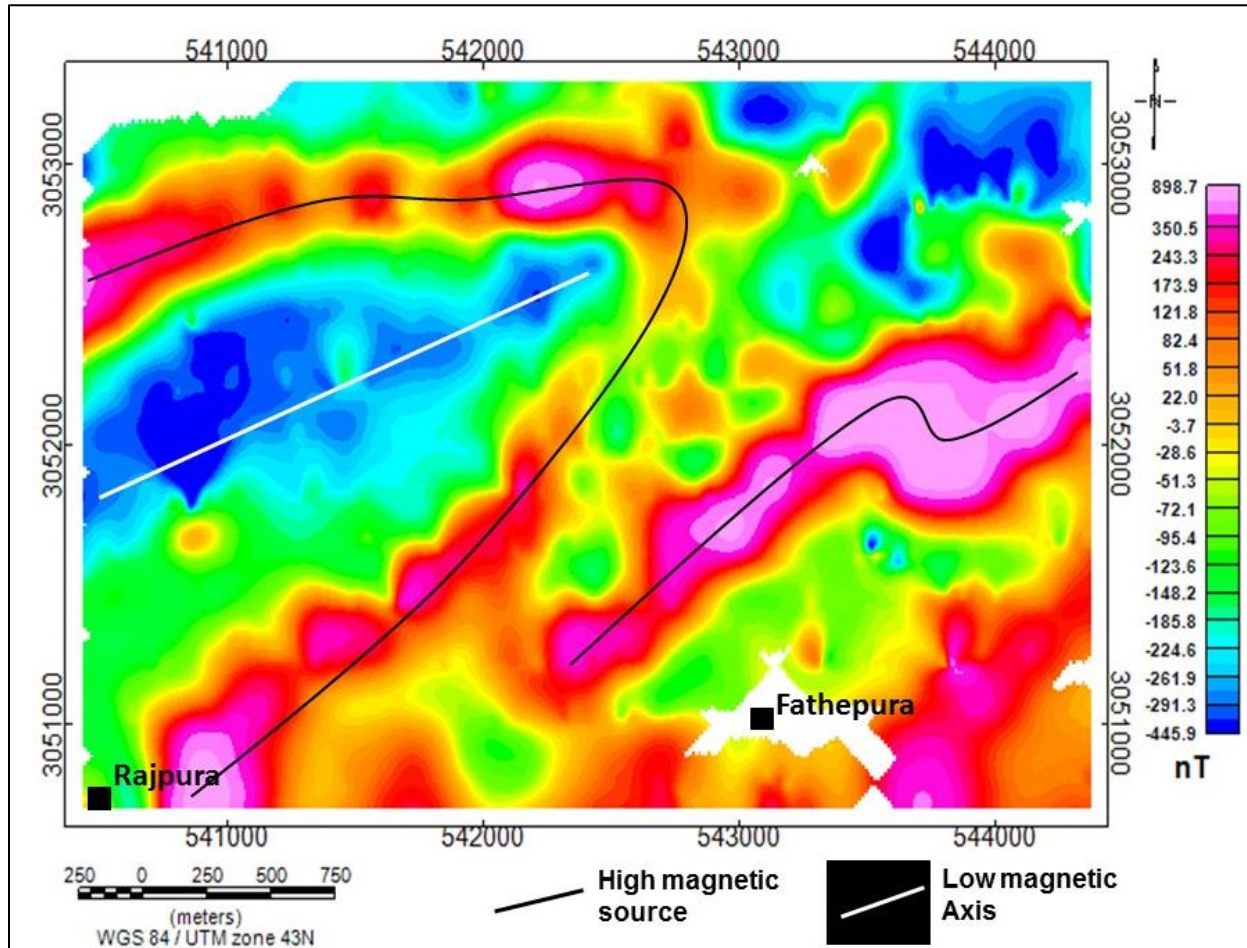 541000 542000 543000 544000
N
3053000
3052000
3051000
3053000
3052000
3051000
898.7
350.5
243.3
173.9
121.8
82.4
51.8
22.0
-3.7
-28.6
-51.3
-72.1
-95.4
-123.6
-148.2
-185.8
-224.6
-261.9
-291.3
-445.9
nT
Fathepura
Rajpura
541000 542000 543000 544000
250 0 250 500 750
(meters)
WGS 84 / UTM zone 43N
High magnetic
source
Low magnetic
Axis